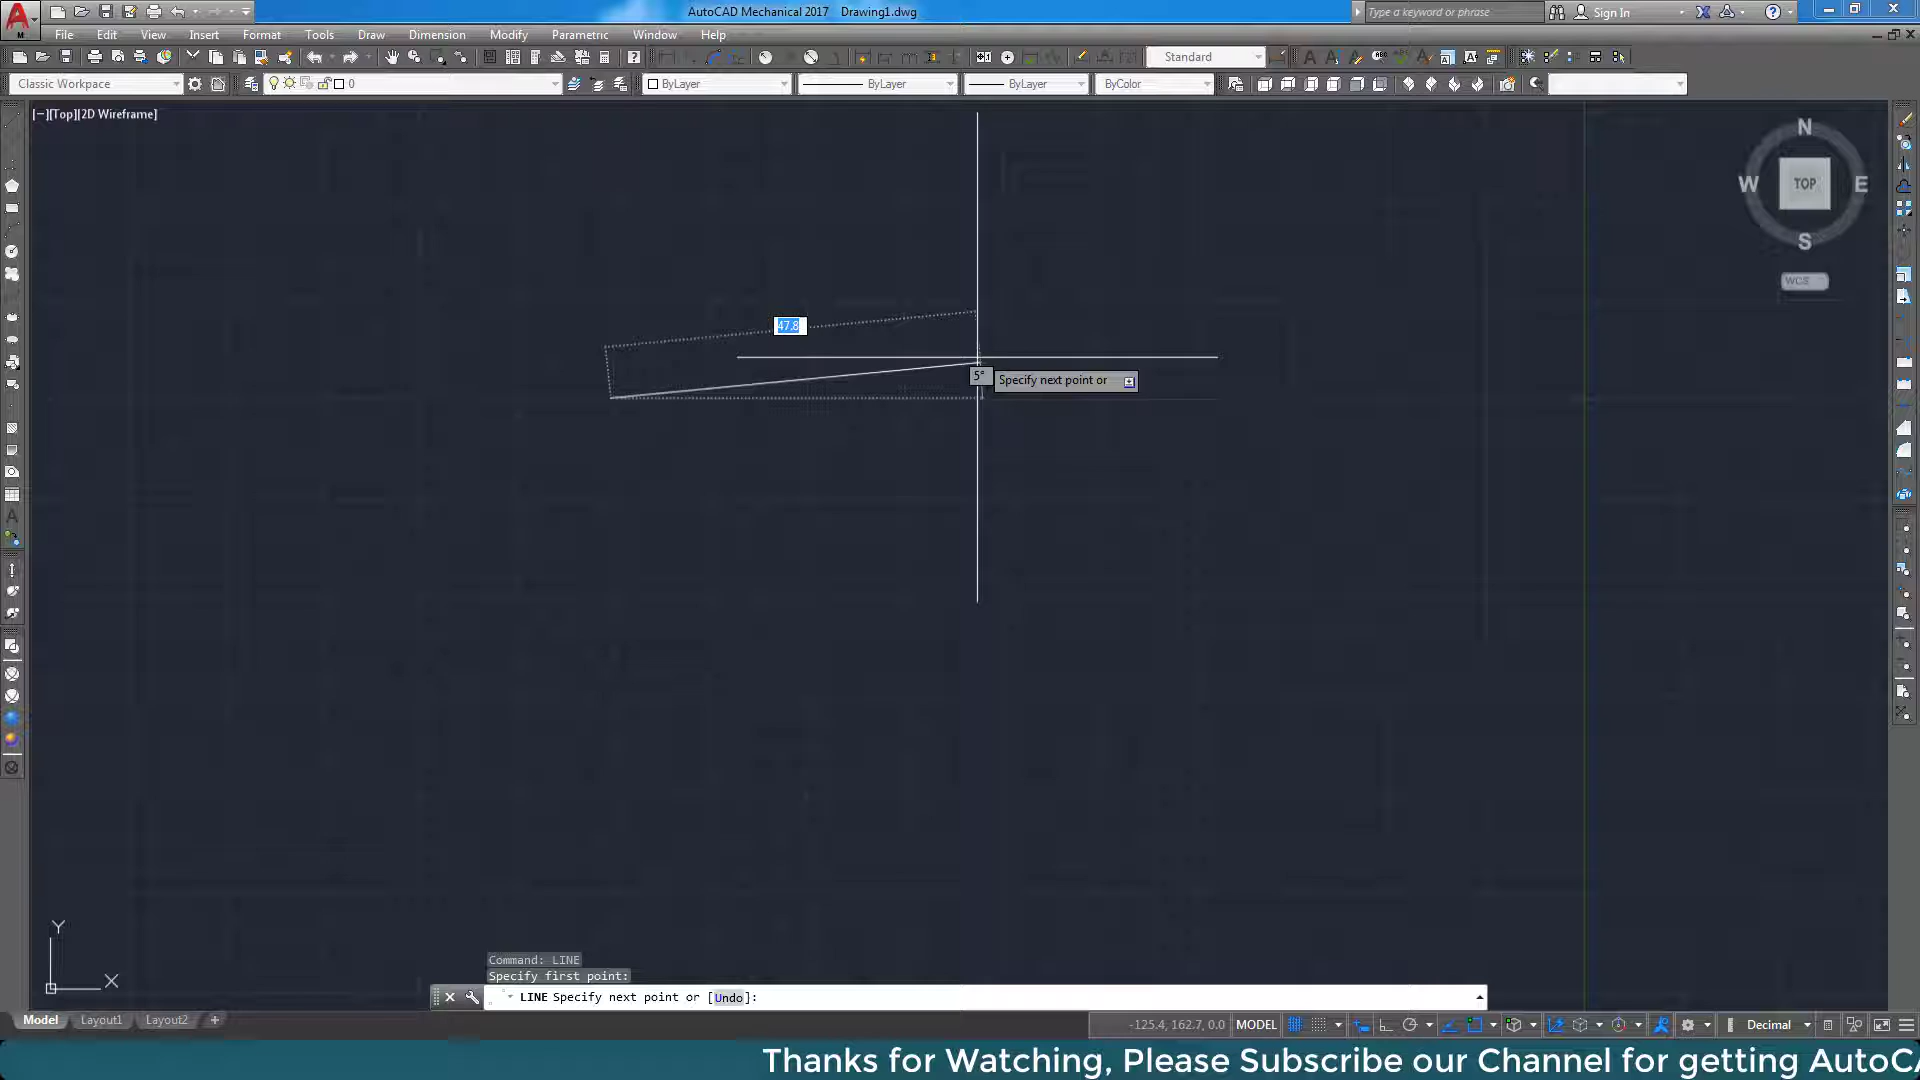 AutoCAD Mechanical 2017 Drawing1.dwg
Type a keyword or phrase
Sign In
File Edit View Insert Format Tools Draw Dimension Modify Parametric Window Help
Standard
Classic Workspace
0
ByLayer
ByLayer
ByLayer
ByColor
[−][Top][2D Wireframe]
N
W
TOP
E
S
WCS
47.8
5°
Specify next point or
Y
X
Command: LINE
Specify first point:
LINE Specify next point or [Undo]:
Model Layout1 Layout2 +
-125.4, 162.7, 0.0
MODEL
Decimal
Thanks for Watching, Please Subscribe our Channel for getting AutoCA